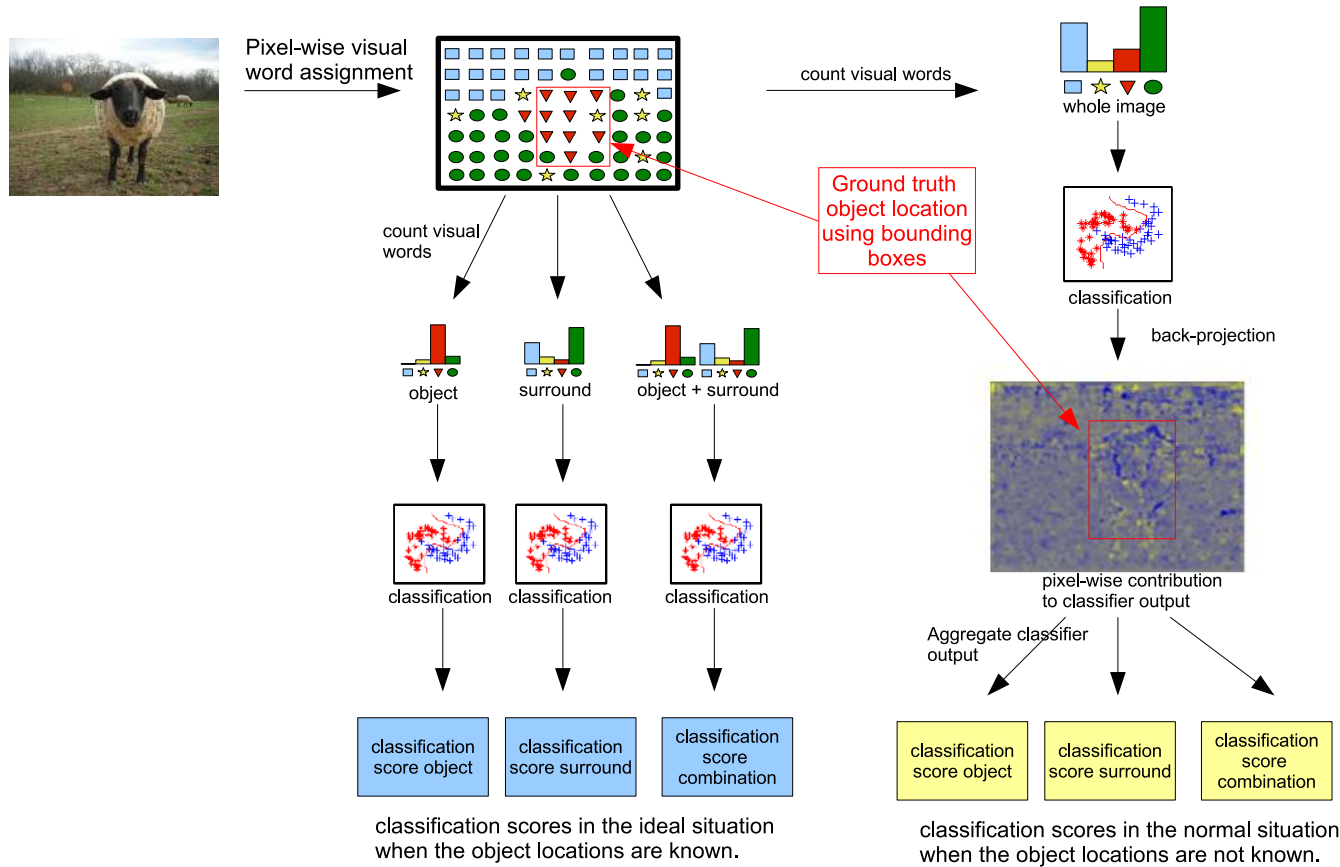 Pixel-wise visual
word assignment
count visual words
whole image
Ground truth
object location
using bounding
boxes
count visual
words
classification
back-projection
object
surround
object + surround
classification
classification
classification
pixel-wise contribution
to classifier output
Aggregate classifier
output
classification
score object
classification
score surround
classification
score
combination
classification
score object
classification
score surround
classification
score
combination
classification scores in the ideal situation
when the object locations are known.
classification scores in the normal situation
when the object locations are not known.